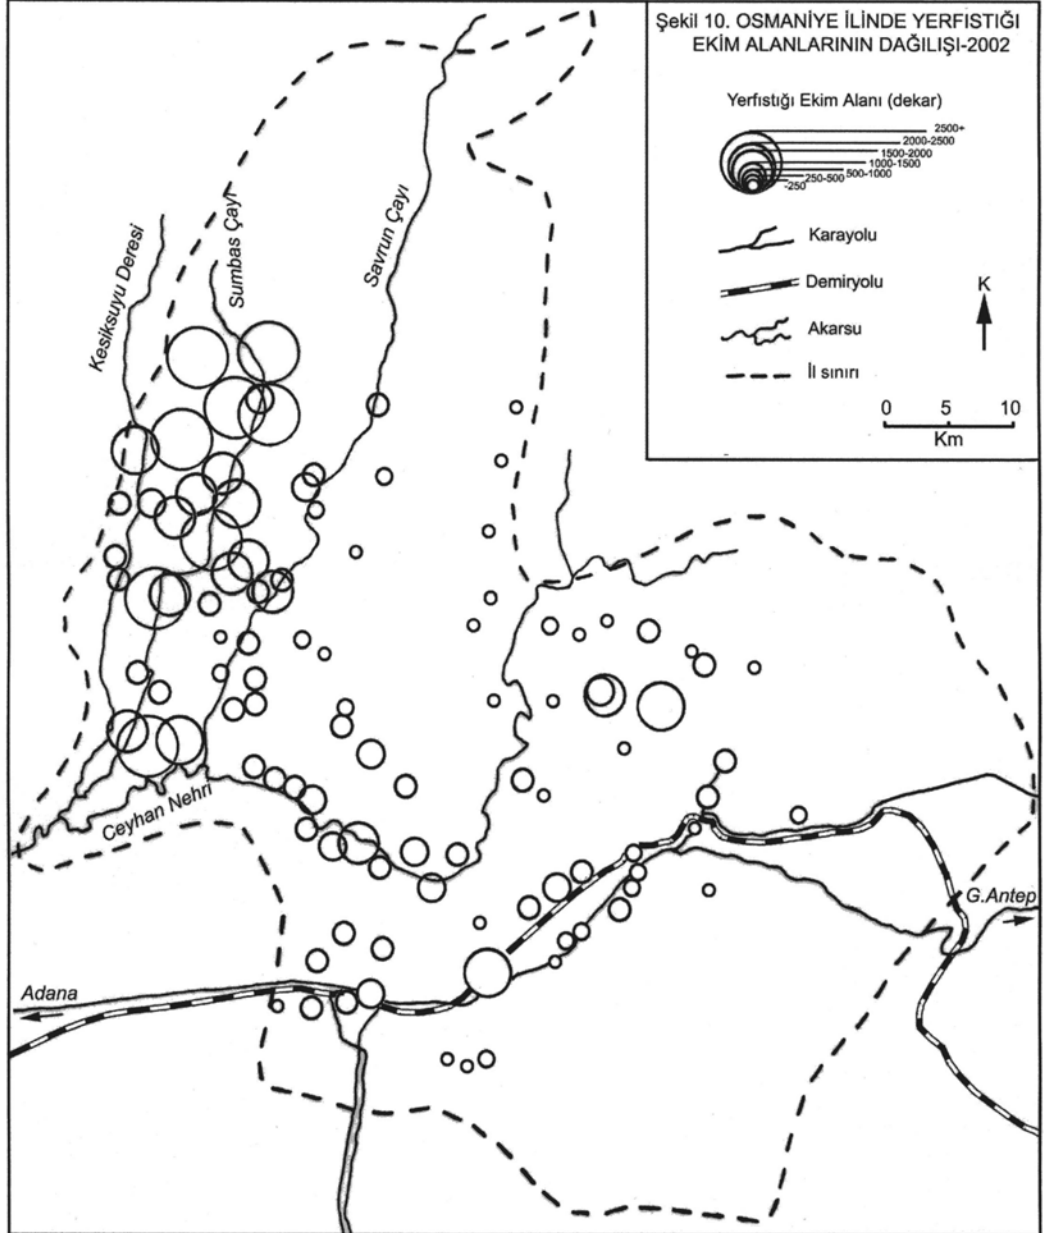 Şekil 10. OSMANİYE İLİNDE YERFISTIĞI
EKİM ALANLARININ DAĞILIŞI-2002
Yerfıstığı Ekim Alanı (dekar)
2500+
2000-2500
1500-2000
1000-1500
500-1000
250-500
-250
Karayolu
Demiryolu
Akarsu
İl sınırı
K
0 5 10
Km
Kesiksuyu Deresi
Sumbas Çayı
Savrun Çayı
Ceyhan Nehri
G.Antep
Adana